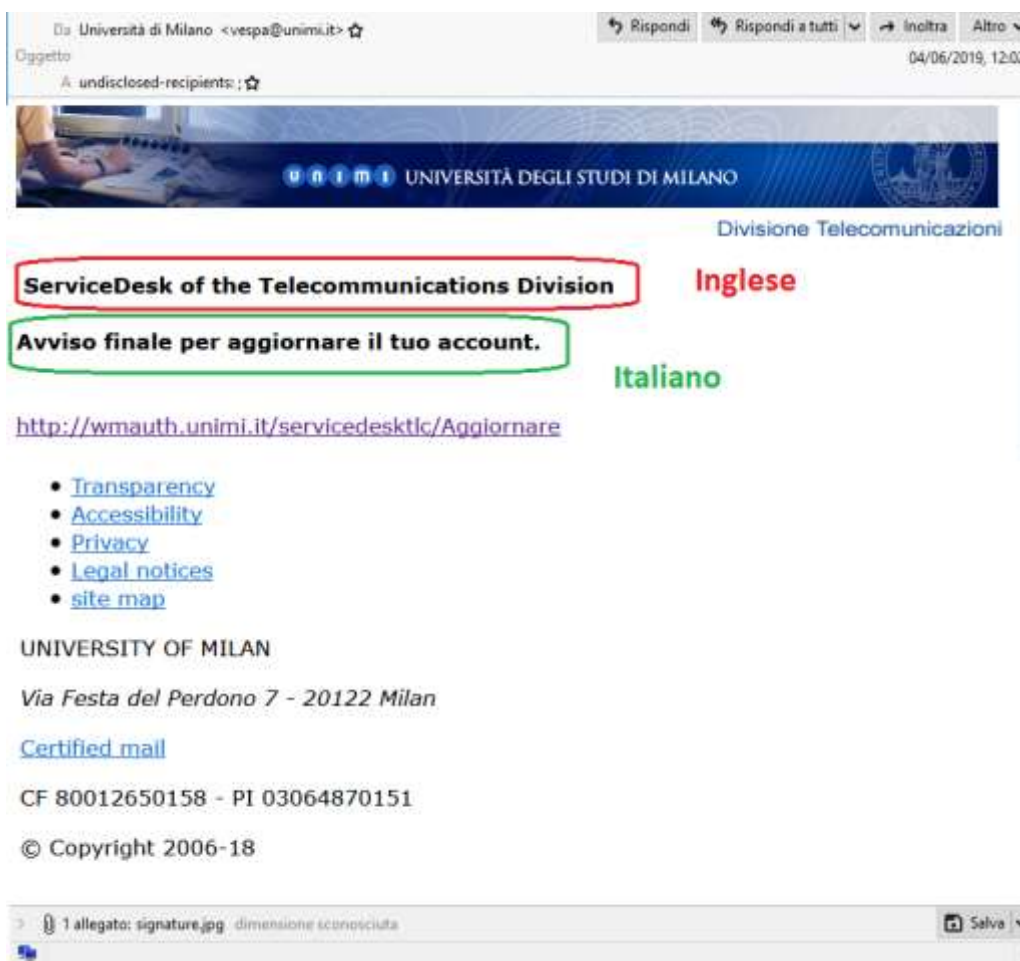 Da Università di Milano <vespa@unimi.it>
Rispondi Rispondi a tutti Inoltra Altro
Oggetto
04/06/2019, 12:02
A undisclosed-recipients: ;
unimi UNIVERSITÀ DEGLI STUDI DI MILANO
Divisione Telecomunicazioni
ServiceDesk of the Telecommunications Division
Inglese
Avviso finale per aggiornare il tuo account.
Italiano
http://wmauth.unimi.it/servicedesktlc/Aggiornare
Transparency
Accessibility
Privacy
Legal notices
site map
UNIVERSITY OF MILAN
Via Festa del Perdono 7 - 20122 Milan
Certified mail
CF 80012650158 - PI 03064870151
© Copyright 2006-18
1 allegato: signature.jpg dimensione sconosciuta
Salva